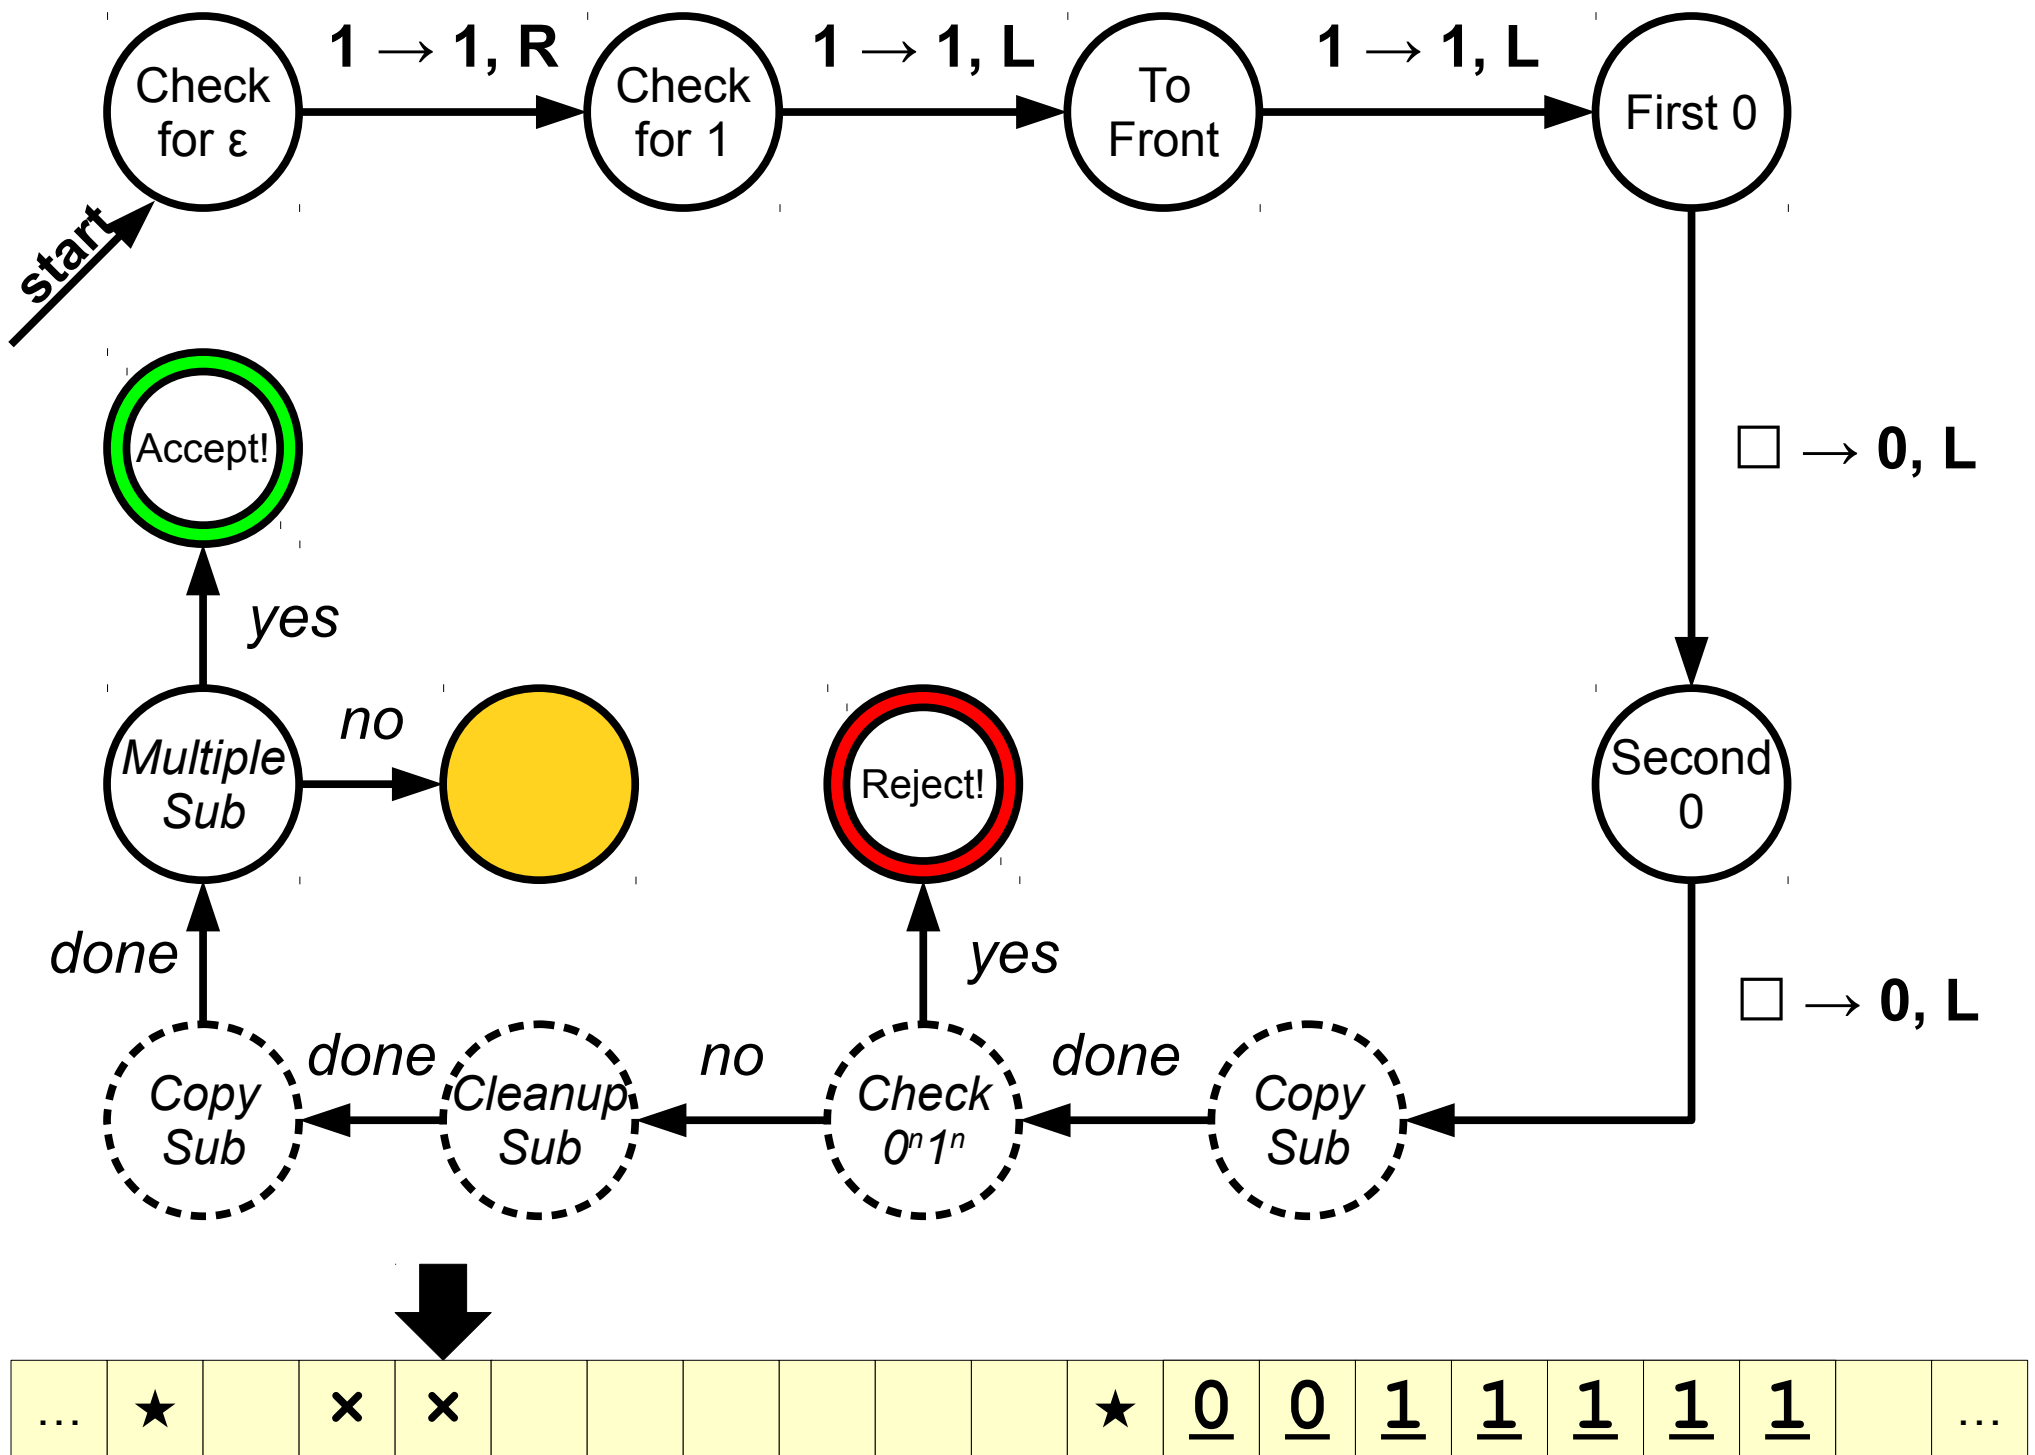 1 → 1, R
1 → 1, L
1 → 1, L
Check
for ε
Check
for 1
To
Front
First 0
start
Accept!
□ → 0, L
yes
no
Multiple
Sub
Reject!
Second
0
done
yes
□ → 0, L
done
no
done
Copy
Sub
Cleanup
Sub
Check
0ⁿ1ⁿ
Copy
Sub
… ★ × × ★ 0 0 1 1 1 1 1 …